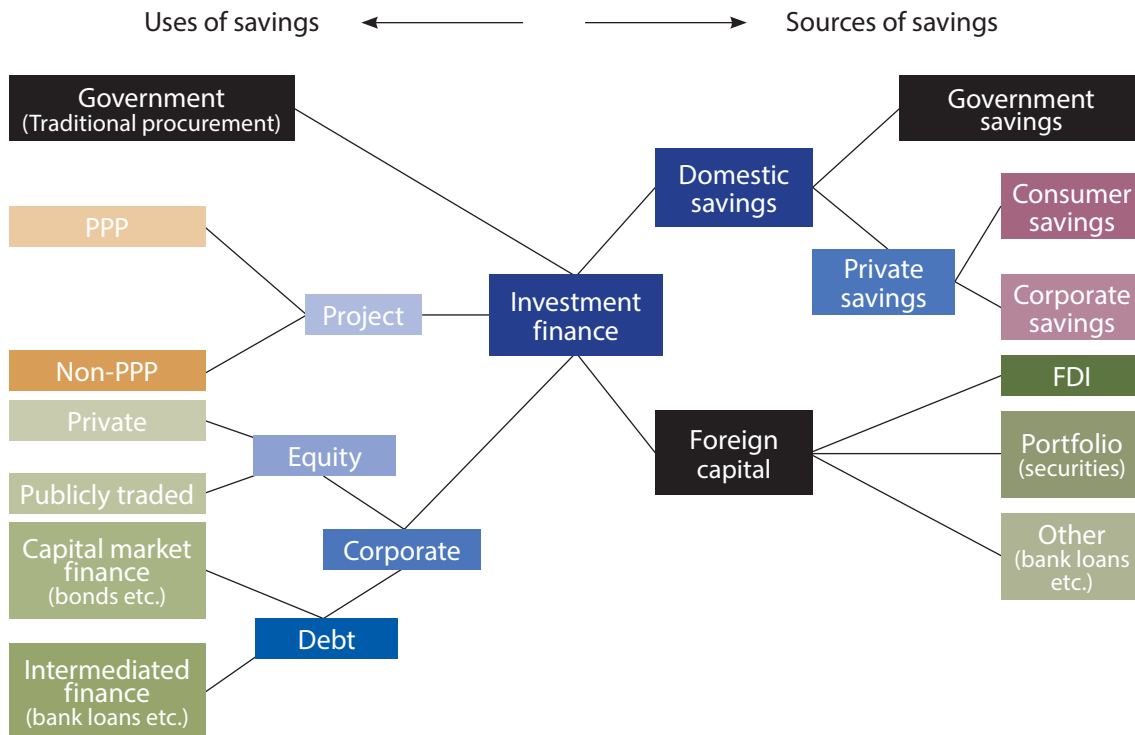 Uses of savings
Sources of savings
Government
(Traditional procurement)
PPP
Project
Non-PPP
Private
Equity
Publicly traded
Capital market
finance
(bonds etc.)
Corporate
Debt
Intermediated
finance
(bank loans etc.)
Investment
finance
Domestic
savings
Government
savings
Private
savings
Consumer
savings
Corporate
savings
Foreign
capital
FDI
Portfolio
(securities)
Other
(bank loans
etc.)